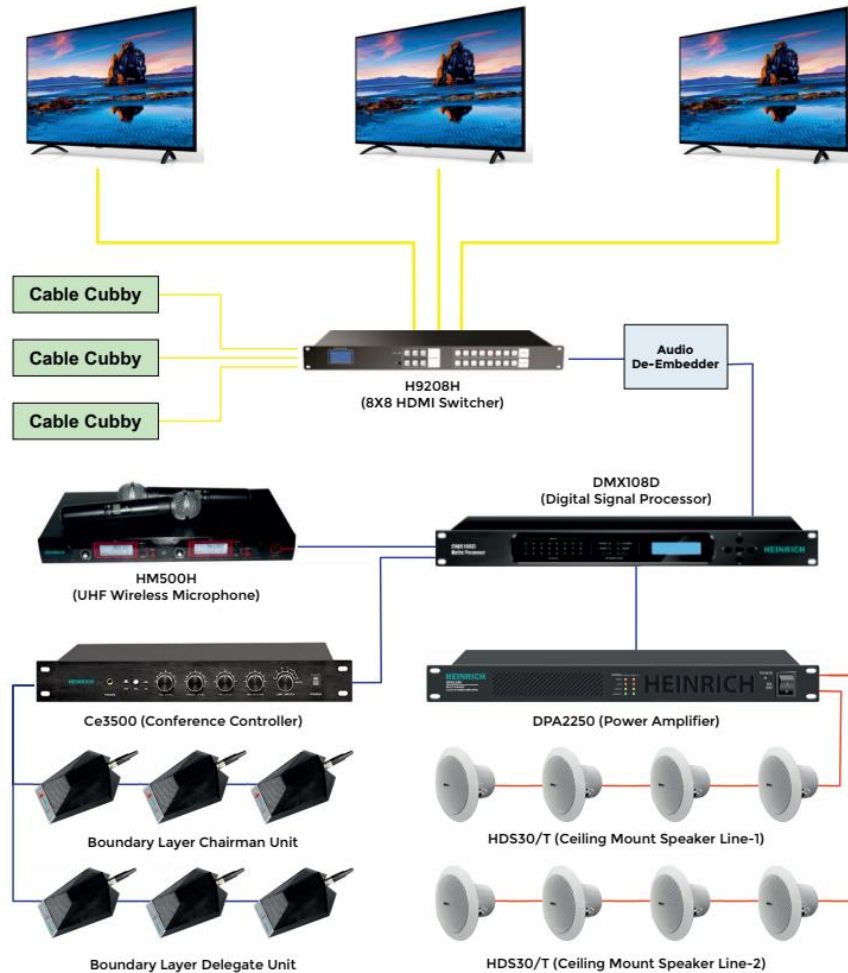 Cable Cubby
Cable Cubby
Cable Cubby
H9208H
(8X8 HDMI Switcher)
Audio
De-Embedder
DMX108D
(Digital Signal Processor)
HEINRICH
HM500H
(UHF Wireless Microphone)
HEINRICH
HEINRICH
HEINRICH
Ce3500 (Conference Controller)
DPA2250 (Power Amplifier)
Boundary Layer Chairman Unit
HDS30/T (Ceiling Mount Speaker Line-1)
Boundary Layer Delegate Unit
HDS30/T (Ceiling Mount Speaker Line-2)